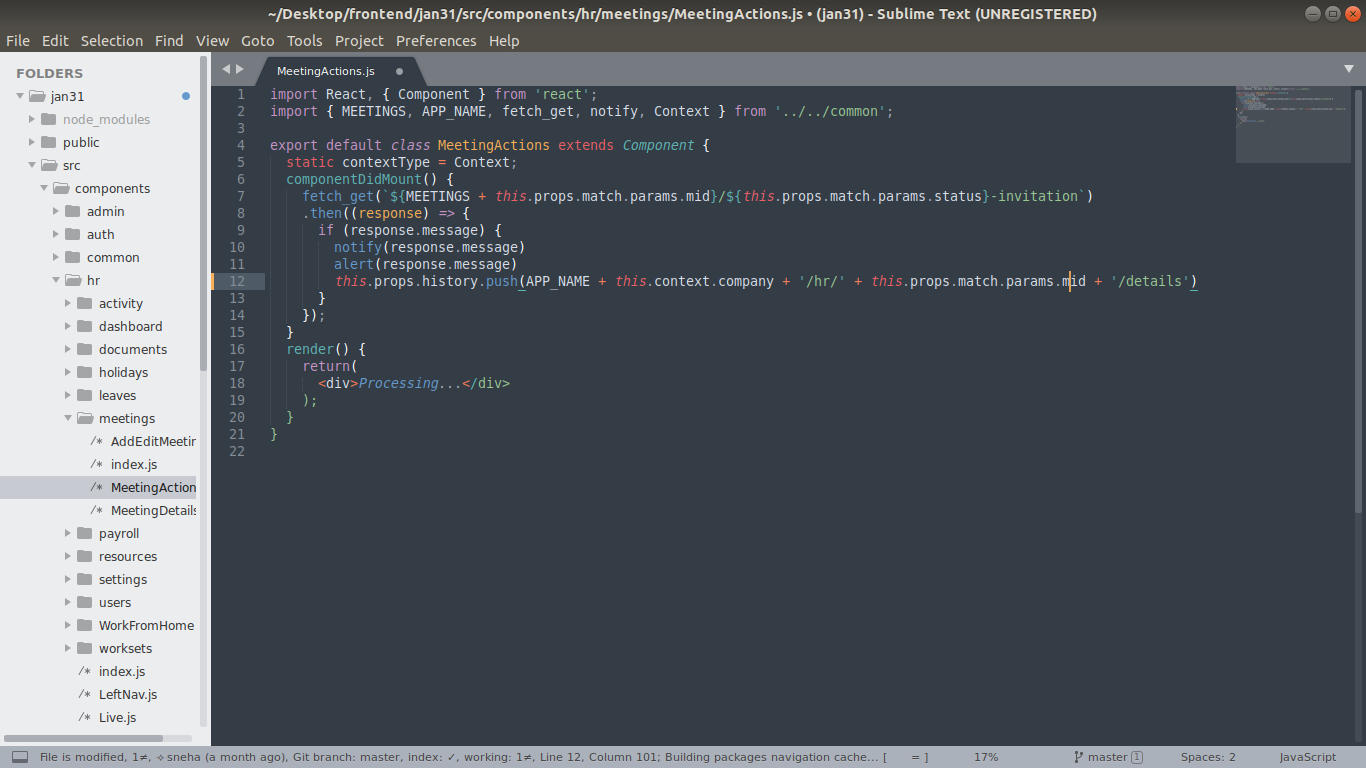 ~/Desktop/frontend/jan31/src/components/hr/meetings/MeetingActions.js • (jan31) - Sublime Text (UNREGISTERED)
File Edit Selection Find View Goto Tools Project Preferences Help
FOLDERS
jan31
node_modules
public
src
components
admin
auth
common
hr
activity
dashboard
documents
holidays
leaves
meetings
/* AddEditMeetin
/* index.js
/* MeetingAction
/* MeetingDetails
payroll
resources
settings
users
WorkFromHome
worksets
/* index.js
/* LeftNav.js
/* Live.js
MeetingActions.js
1 import React, { Component } from 'react';
2 import { MEETINGS, APP_NAME, fetch_get, notify, Context } from '../../common';
3
4 export default class MeetingActions extends Component {
5 static contextType = Context;
6 componentDidMount() {
7 fetch_get(`${MEETINGS + this.props.match.params.mid}/${this.props.match.params.status}-invitation`)
8 .then((response) => {
9 if (response.message) {
10 notify(response.message)
11 alert(response.message)
12 this.props.history.push(APP_NAME + this.context.company + '/hr/' + this.props.match.params.mid + '/details')
13 }
14 });
15 }
16 render() {
17 return(
18 <div>Processing...</div>
19 );
20 }
21 }
22
File is modified, 1≠, ⟡sneha (a month ago), Git branch: master, index: ✓, working: 1≠, Line 12, Column 101; Building packages navigation cache... [ = ] 17% master 1 Spaces: 2 JavaScript